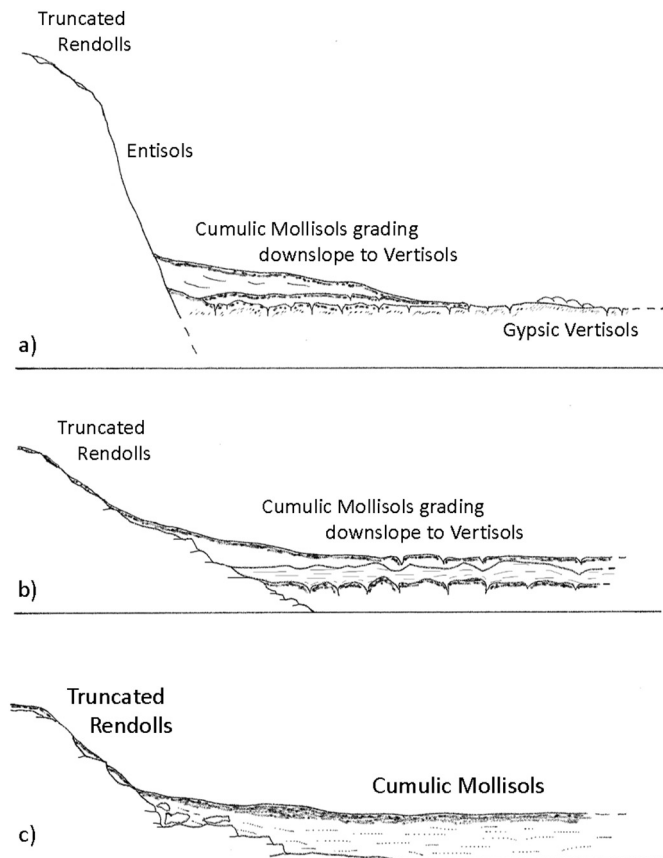 Truncated
Rendolls
Entisols
Cumulic Mollisols grading
downslope to Vertisols
Gypsic Vertisols
a)
Truncated
Rendolls
Cumulic Mollisols grading
downslope to Vertisols
b)
Truncated
Rendolls
Cumulic Mollisols
c)